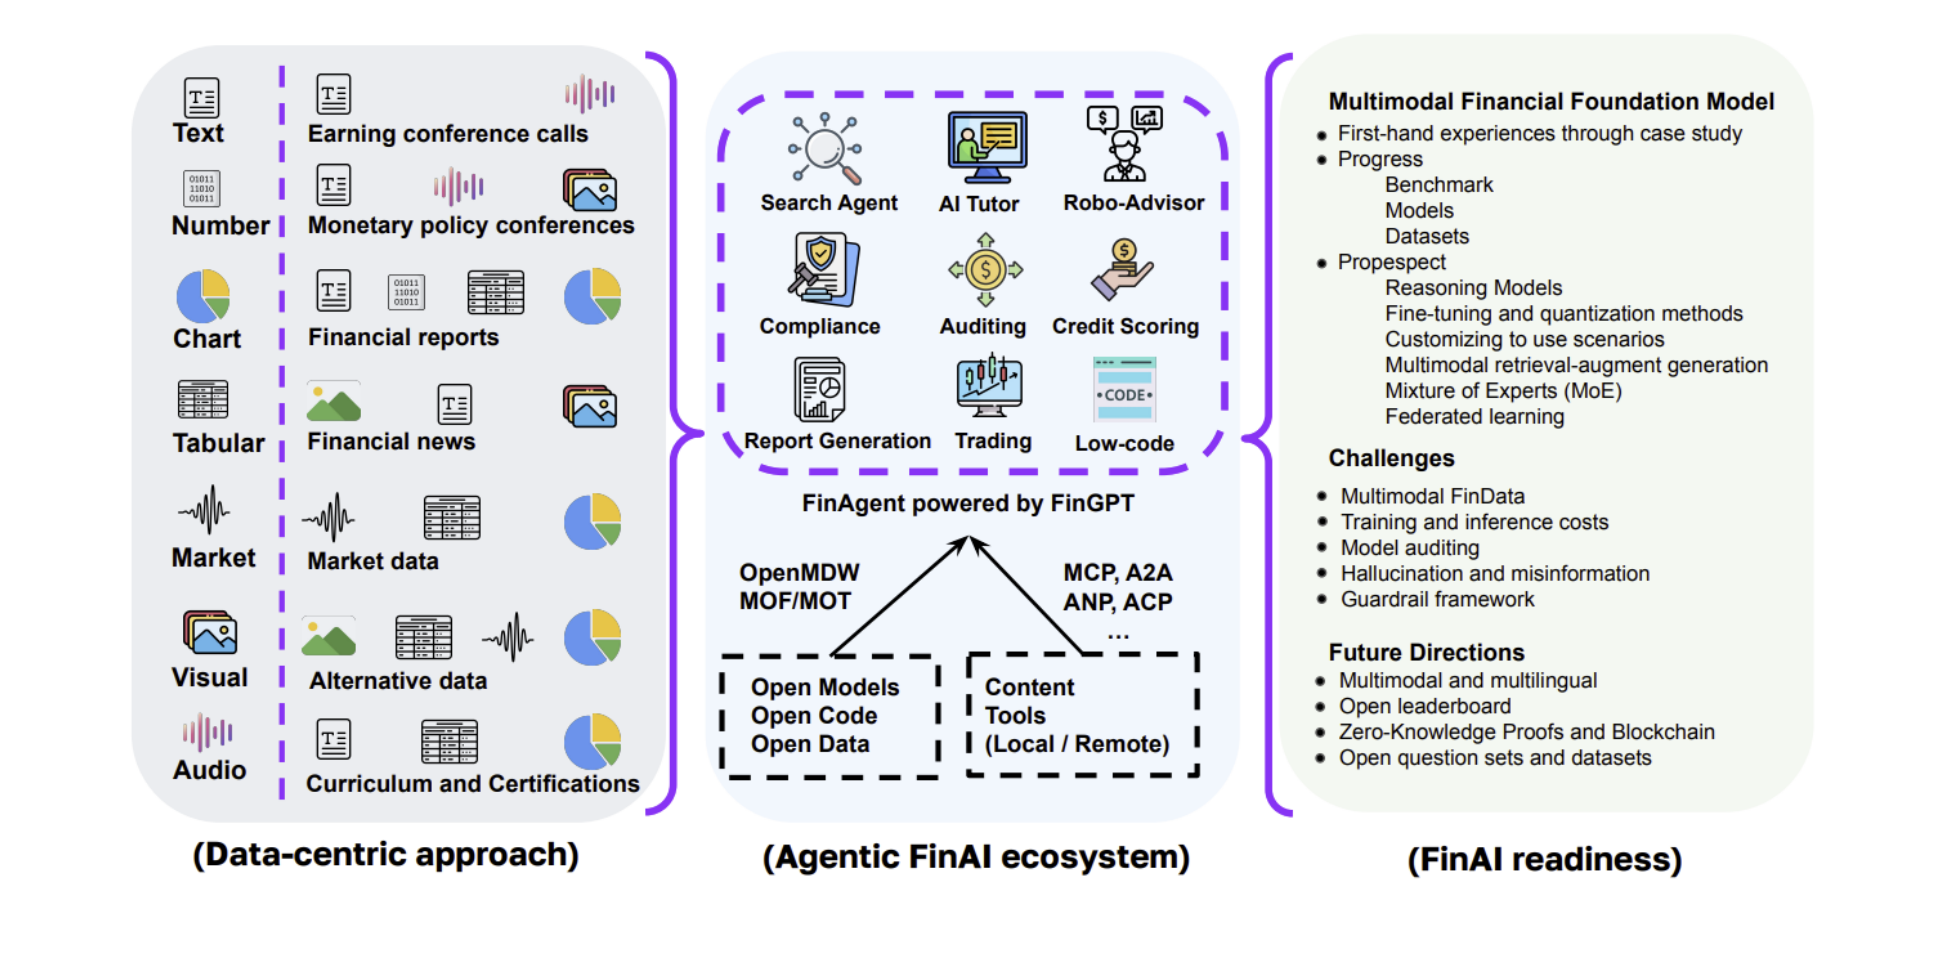 Text
Number
Chart
Tabular
Market
Visual
Audio
Earning conference calls
Monetary policy conferences
Financial reports
Financial news
Market data
Alternative data
Curriculum and Certifications
(Data-centric approach)
Search Agent
AI Tutor
Robo-Advisor
Compliance
Auditing
Credit Scoring
Report Generation
Trading
CODE
Low-code
FinAgent powered by FinGPT
OpenMDW
MOF/MOT
MCP, A2A
ANP, ACP
...
Open Models
Open Code
Open Data
Content
Tools
(Local / Remote)
(Agentic FinAI ecosystem)
Multimodal Financial Foundation Model
● First-hand experiences through case study
● Progress
Benchmark
Models
Datasets
● Propespect
Reasoning Models
Fine-tuning and quantization methods
Customizing to use scenarios
Multimodal retrieval-augment generation
Mixture of Experts (MoE)
Federated learning
Challenges
● Multimodal FinData
● Training and inference costs
● Model auditing
● Hallucination and misinformation
● Guardrail framework
Future Directions
● Multimodal and multilingual
● Open leaderboard
● Zero-Knowledge Proofs and Blockchain
● Open question sets and datasets
(FinAI readiness)